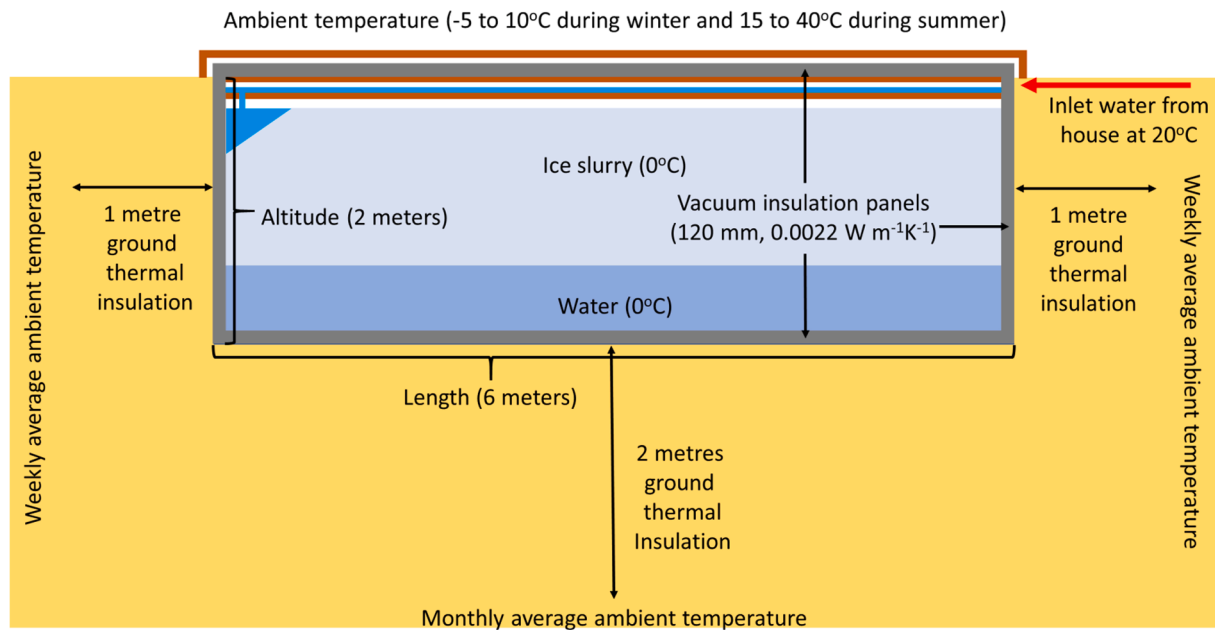 Ambient temperature (-5 to 10°C during winter and 15 to 40°C during summer)
Inlet water from
house at 20°C
Weekly average ambient temperature
1 metre
ground
thermal
insulation
Altitude (2 meters)
Ice slurry (0°C)
Vacuum insulation panels
(120 mm, 0.0022 W m⁻¹K⁻¹)
1 metre
ground
thermal
insulation
Weekly average ambient temperature
Water (0°C)
Length (6 meters)
2 metres
ground
thermal
Insulation
Monthly average ambient temperature